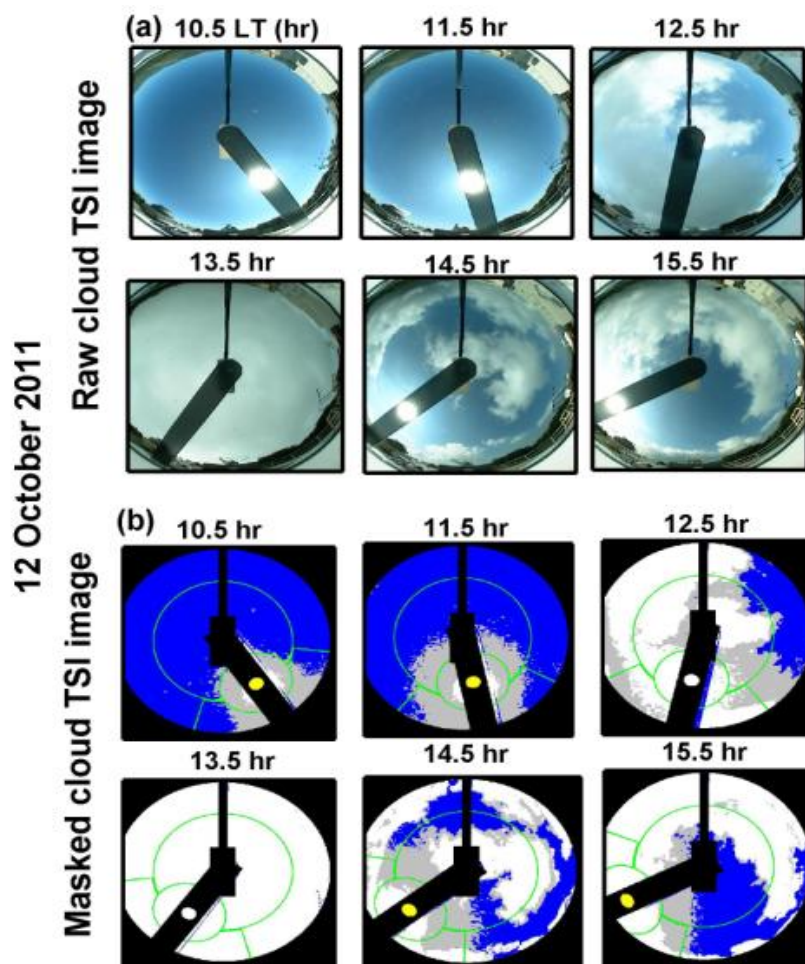 (a)
10.5 LT (hr)
11.5 hr
12.5 hr
13.5 hr
14.5 hr
15.5 hr
Raw cloud TSI image
12 October 2011
(b)
10.5 hr
11.5 hr
12.5 hr
13.5 hr
14.5 hr
15.5 hr
Masked cloud TSI image